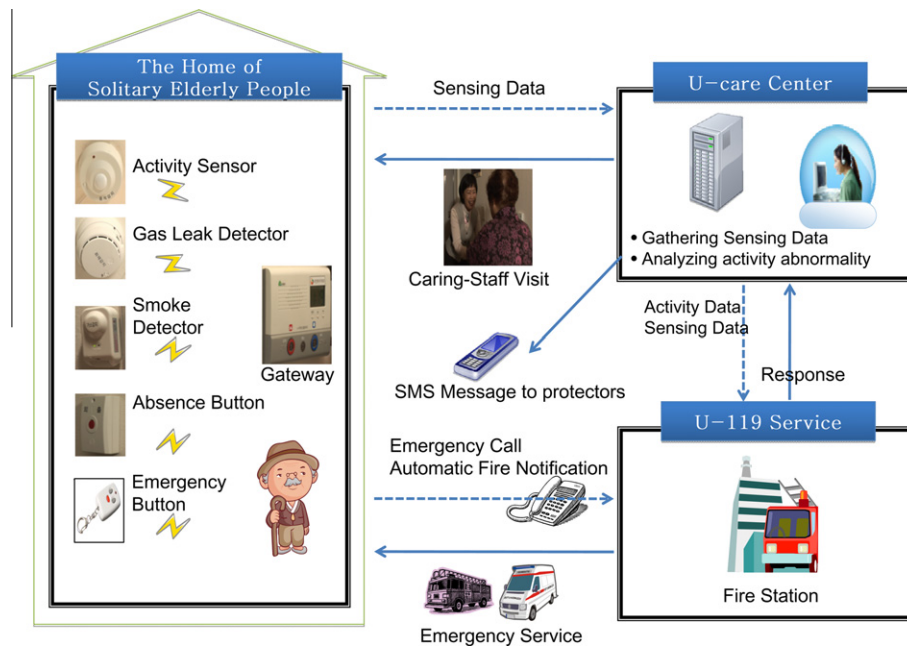 The Home of
Solitary Elderly People
Activity Sensor
Gas Leak Detector
Smoke
Detector
Gateway
Absence Button
Emergency
Button
Sensing Data
Caring-Staff Visit
SMS Message to protectors
Emergency Call
Automatic Fire Notification
Emergency Service
U-care Center
• Gathering Sensing Data
• Analyzing activity abnormality
Activity Data
Sensing Data
Response
U-119 Service
Fire Station